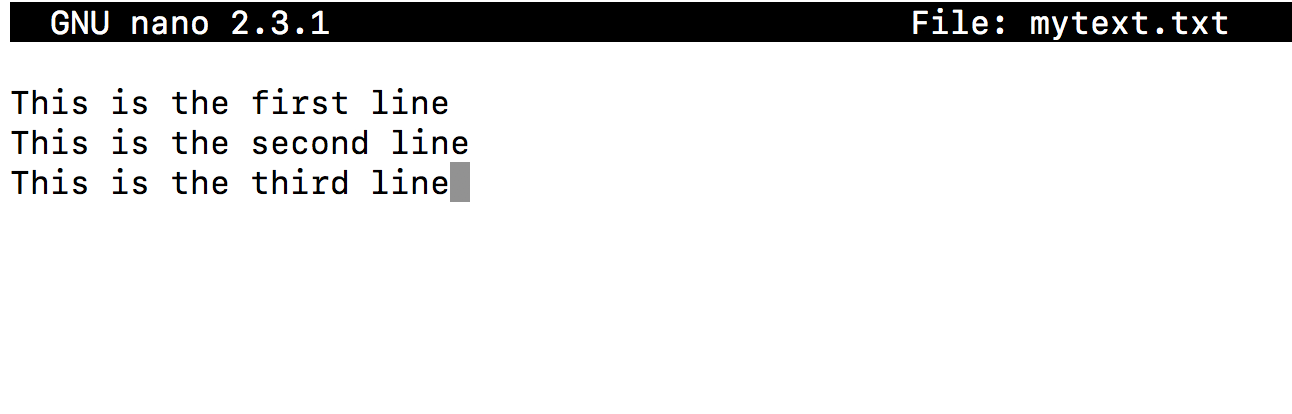 GNU nano 2.3.1 File: mytext.txt
This is the first line
This is the second line
This is the third line